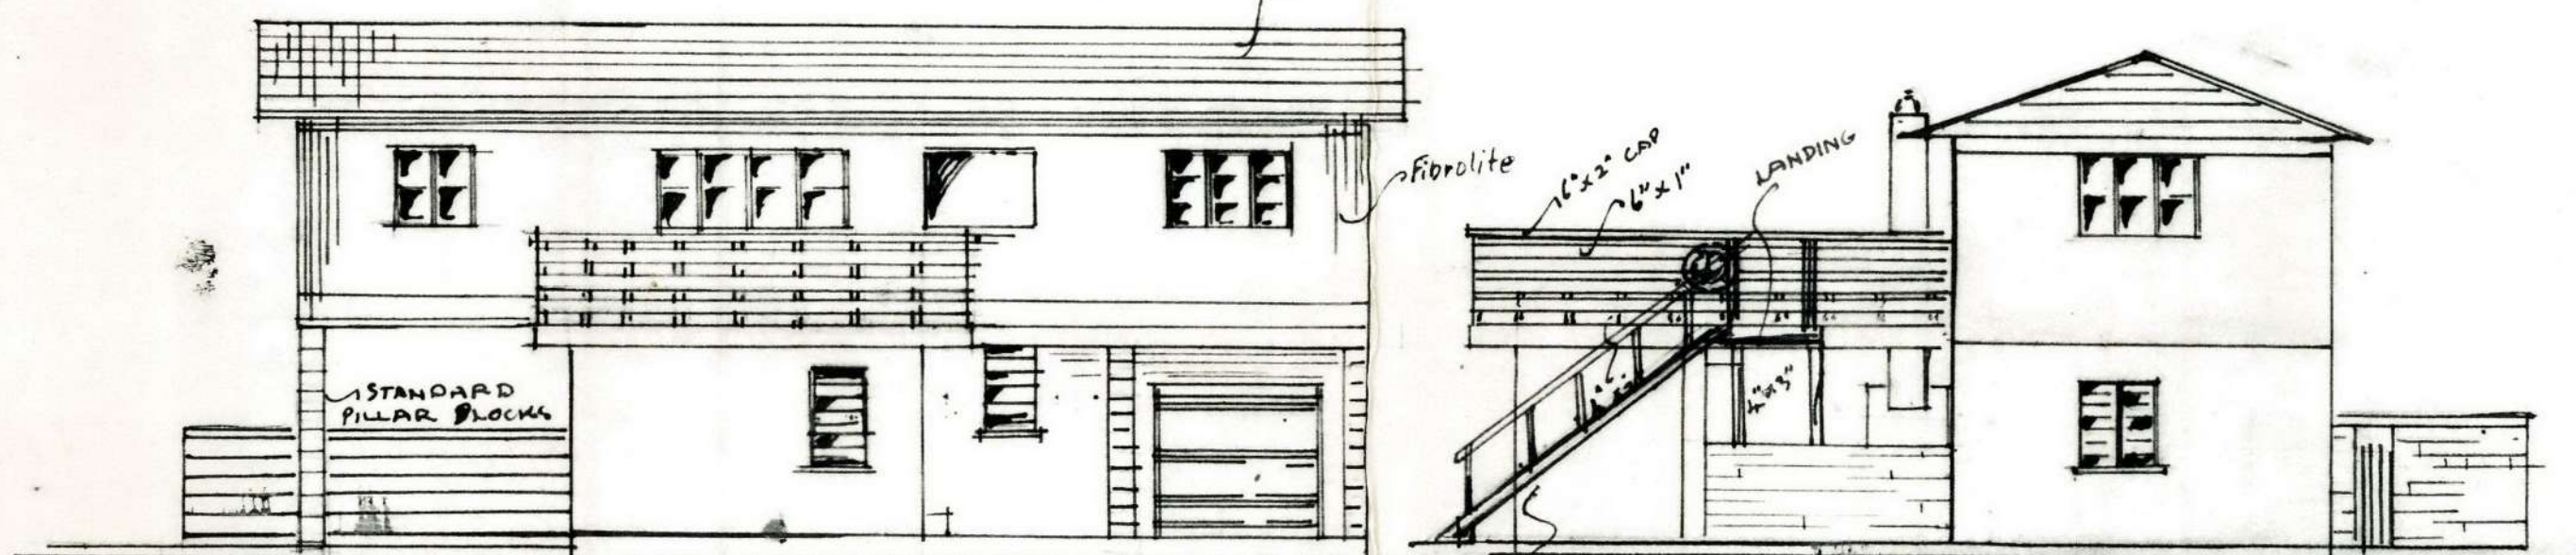 Fibrolite
6"x2" CAP
6"x1"
LANDING
STANDARD
PILLAR BLOCKS
4"x3"